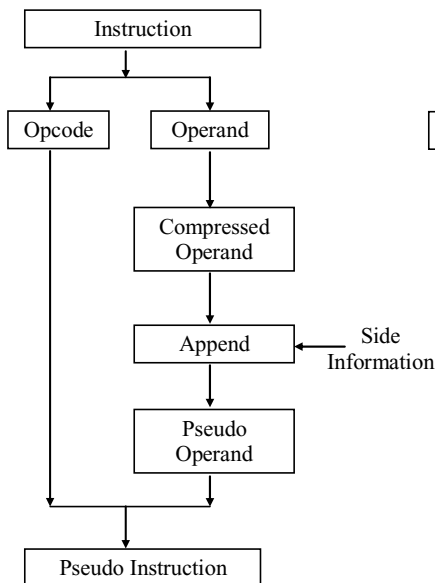 Instruction
Opcode
Operand
Compressed
Operand
Append
Side
Information
Pseudo
Operand
Pseudo Instruction